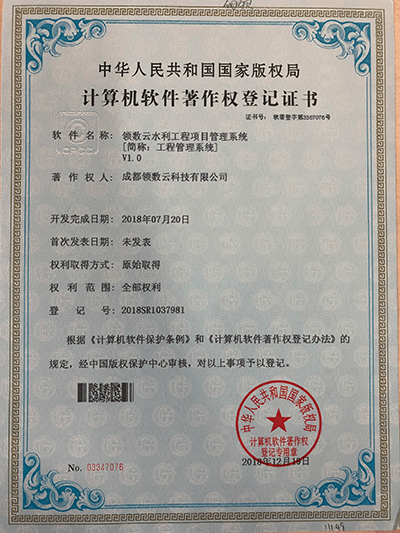 中华人民共和国国家版权局
计算机软件著作权登记证书
证书号： 软著登字第3367076号
软件名称： 领数云水利工程项目管理系统
[简称：工程管理系统]
V1.0
著作权人： 成都领数云科技有限公司
开发完成日期： 2018年07月20日
首次发表日期： 未发表
权利取得方式： 原始取得
权利范围： 全部权利
登记号： 2018SR1037981
根据《计算机软件保护条例》和《计算机软件著作权登记办法》的
规定，经中国版权保护中心审核，对以上事项予以登记。
中华人民共和国国家版权局
计算机软件著作权
登记专用章
2018年12月19日
No. 03347076
CPCC